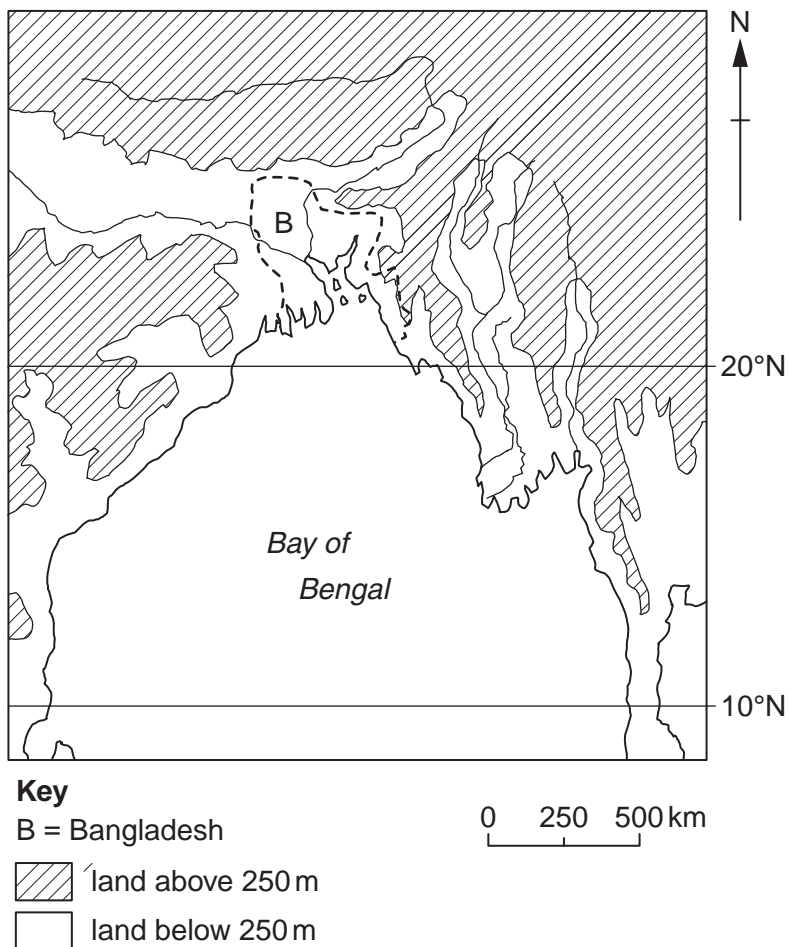 N
B
20°N
Bay of
Bengal
10°N
Key
B = Bangladesh
0 250 500 km
land above 250 m
land below 250 m